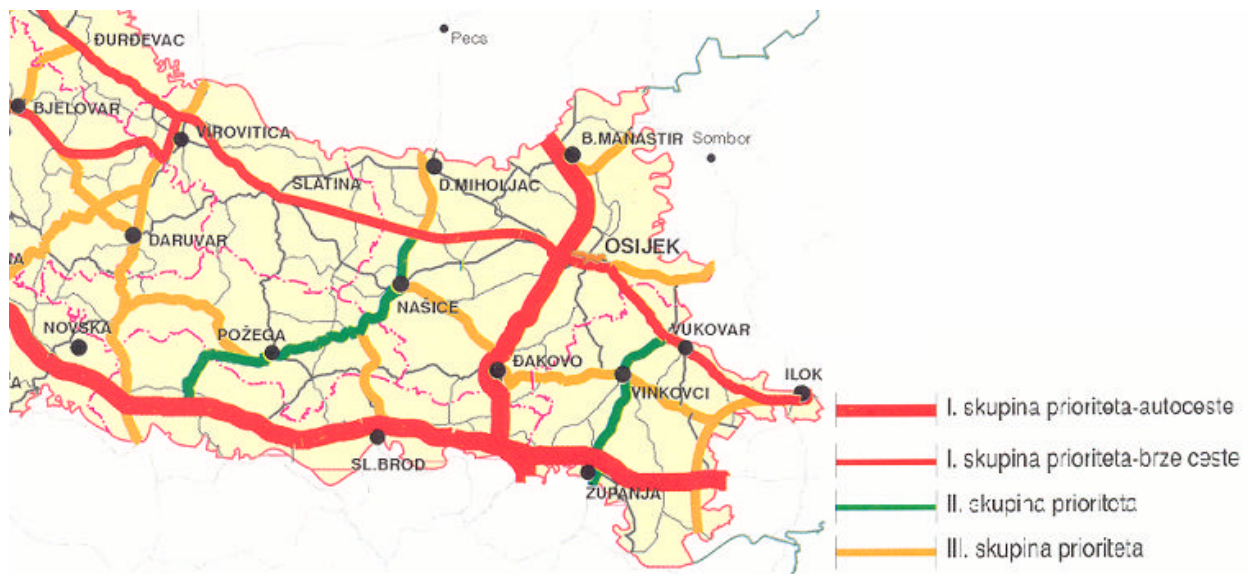 Pecs
ĐURĐEVAC
BJELOVAR
VIROVITICA
B.MANASTIR
Sombor
SLATINA
D.MIHOLJAC
DARUVAR
OSIJEK
NAŠICE
NOVSKA
POŽEGA
VUKOVAR
ĐAKOVO
VINKOVCI
ILOK
SL.BROD
ŽUPANJA
I. skupina prioriteta-autoceste
I. skupina prioriteta-brze ceste
II. skupina prioriteta
III. skupina prioriteta